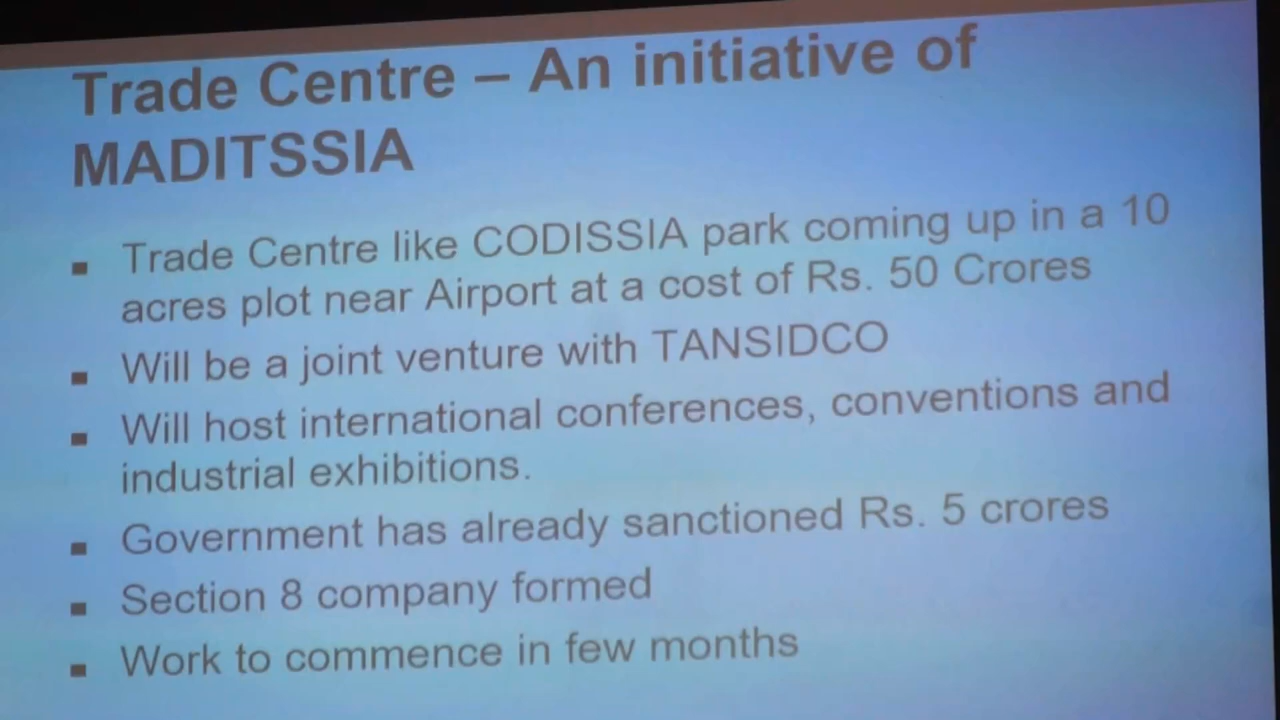 Trade Centre – An initiative of
MADITSSIA
▪ Trade Centre like CODISSIA park coming up in a 10
acres plot near Airport at a cost of Rs. 50 Crores
▪ Will be a joint venture with TANSIDCO
▪ Will host international conferences, conventions and
industrial exhibitions.
▪ Government has already sanctioned Rs. 5 crores
▪ Section 8 company formed
▪ Work to commence in few months